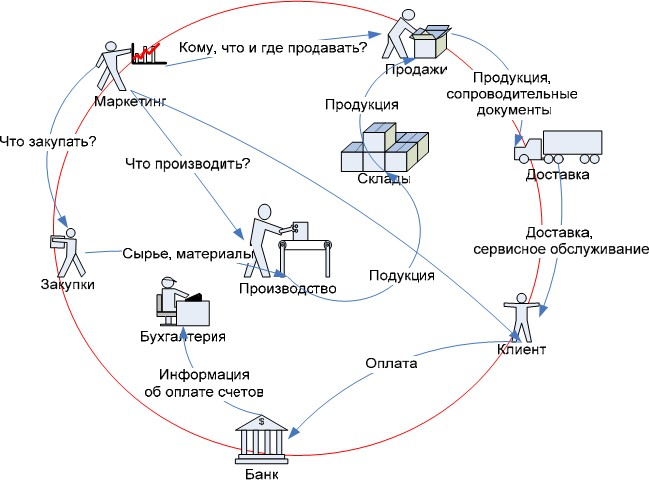 Кому, что и где продавать?
Продажи
Маркетинг
Продукция,
сопроводительные
документы
Продукция
Что закупать?
Что производить?
Склады
Доставка
Доставка,
сервисное обслуживание
Сырье, материалы
Закупки
Производство
Подукция
Бухгалтерия
Клиент
Оплата
Информация
об оплате счетов
$
Банк